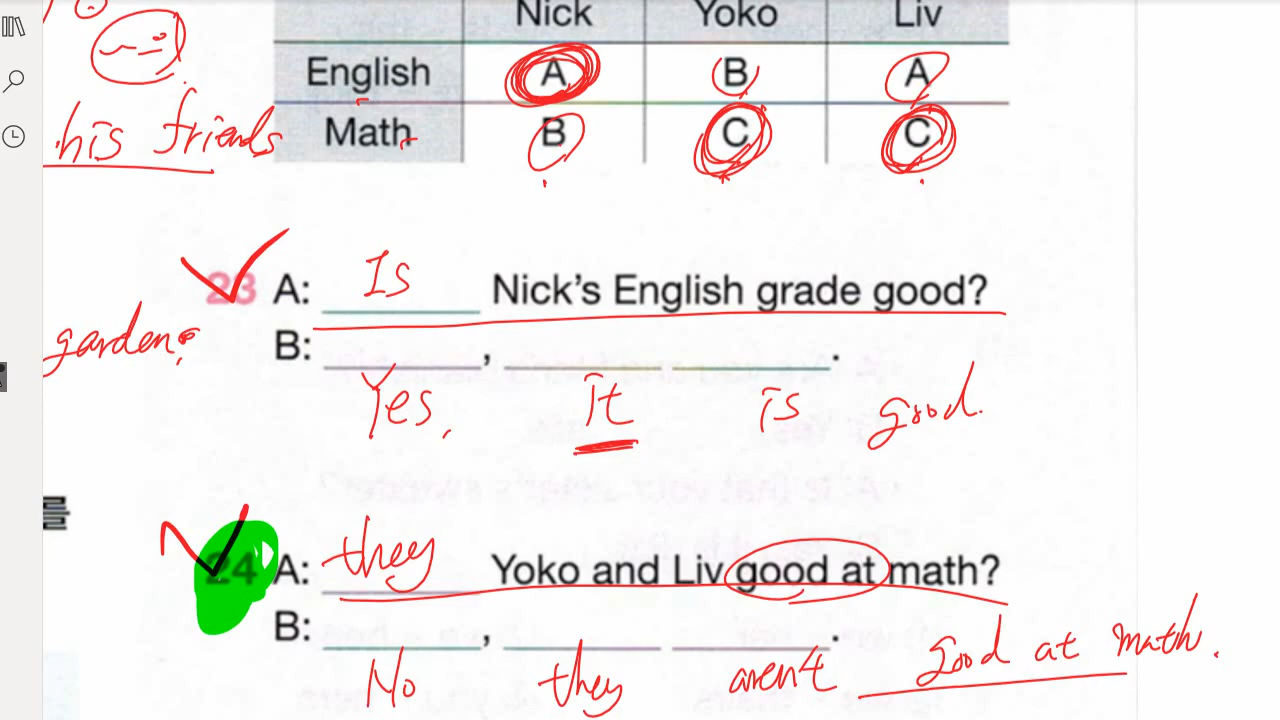 Nick Yoko Liv
English A B A
his friends
Math B C C
23 A: Is Nick's English grade good?
garden?
B: , .
Yes, it is good.
를
24 A: they Yoko and Liv good at math?
B: , .
No they aren't good at math.